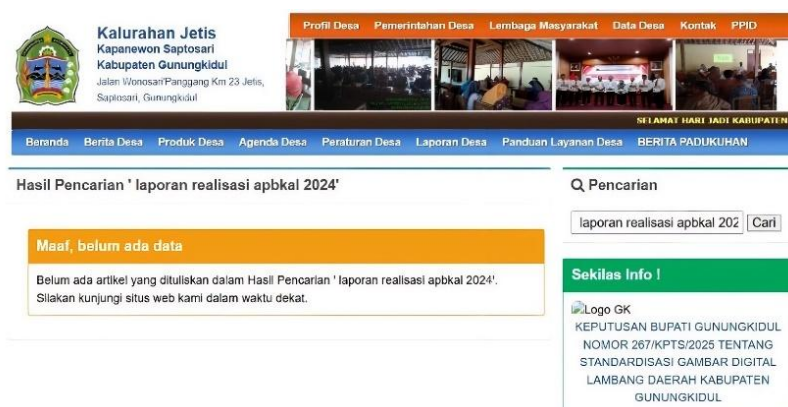 Kalurahan Jetis
Kapanewon Saptosari
Kabupaten Gunungkidul
Jalan Wonosari Panggang Km 23 Jetis,
Saptosari, Gunungkidul
Profil Desa Pemerintahan Desa Lembaga Masyarakat Data Desa Kontak PPID
SELAMAT HARI JADI KABUPATEN
Beranda Berita Desa Produk Desa Agenda Desa Peraturan Desa Laporan Desa Panduan Layanan Desa BERITA PADUKUHAN
Hasil Pencarian ' laporan realisasi apbkal 2024'
Maaf, belum ada data
Belum ada artikel yang dituliskan dalam Hasil Pencarian ' laporan realisasi apbkal 2024'.
Silakan kunjungi situs web kami dalam waktu dekat.
Pencarian
laporan realisasi apbkal 202 Cari
Sekilas Info !
Logo GK
KEPUTUSAN BUPATI GUNUNGKIDUL
NOMOR 267/KPTS/2025 TENTANG
STANDARDISASI GAMBAR DIGITAL
LAMBANG DAERAH KABUPATEN
GUNUNGKIDUL